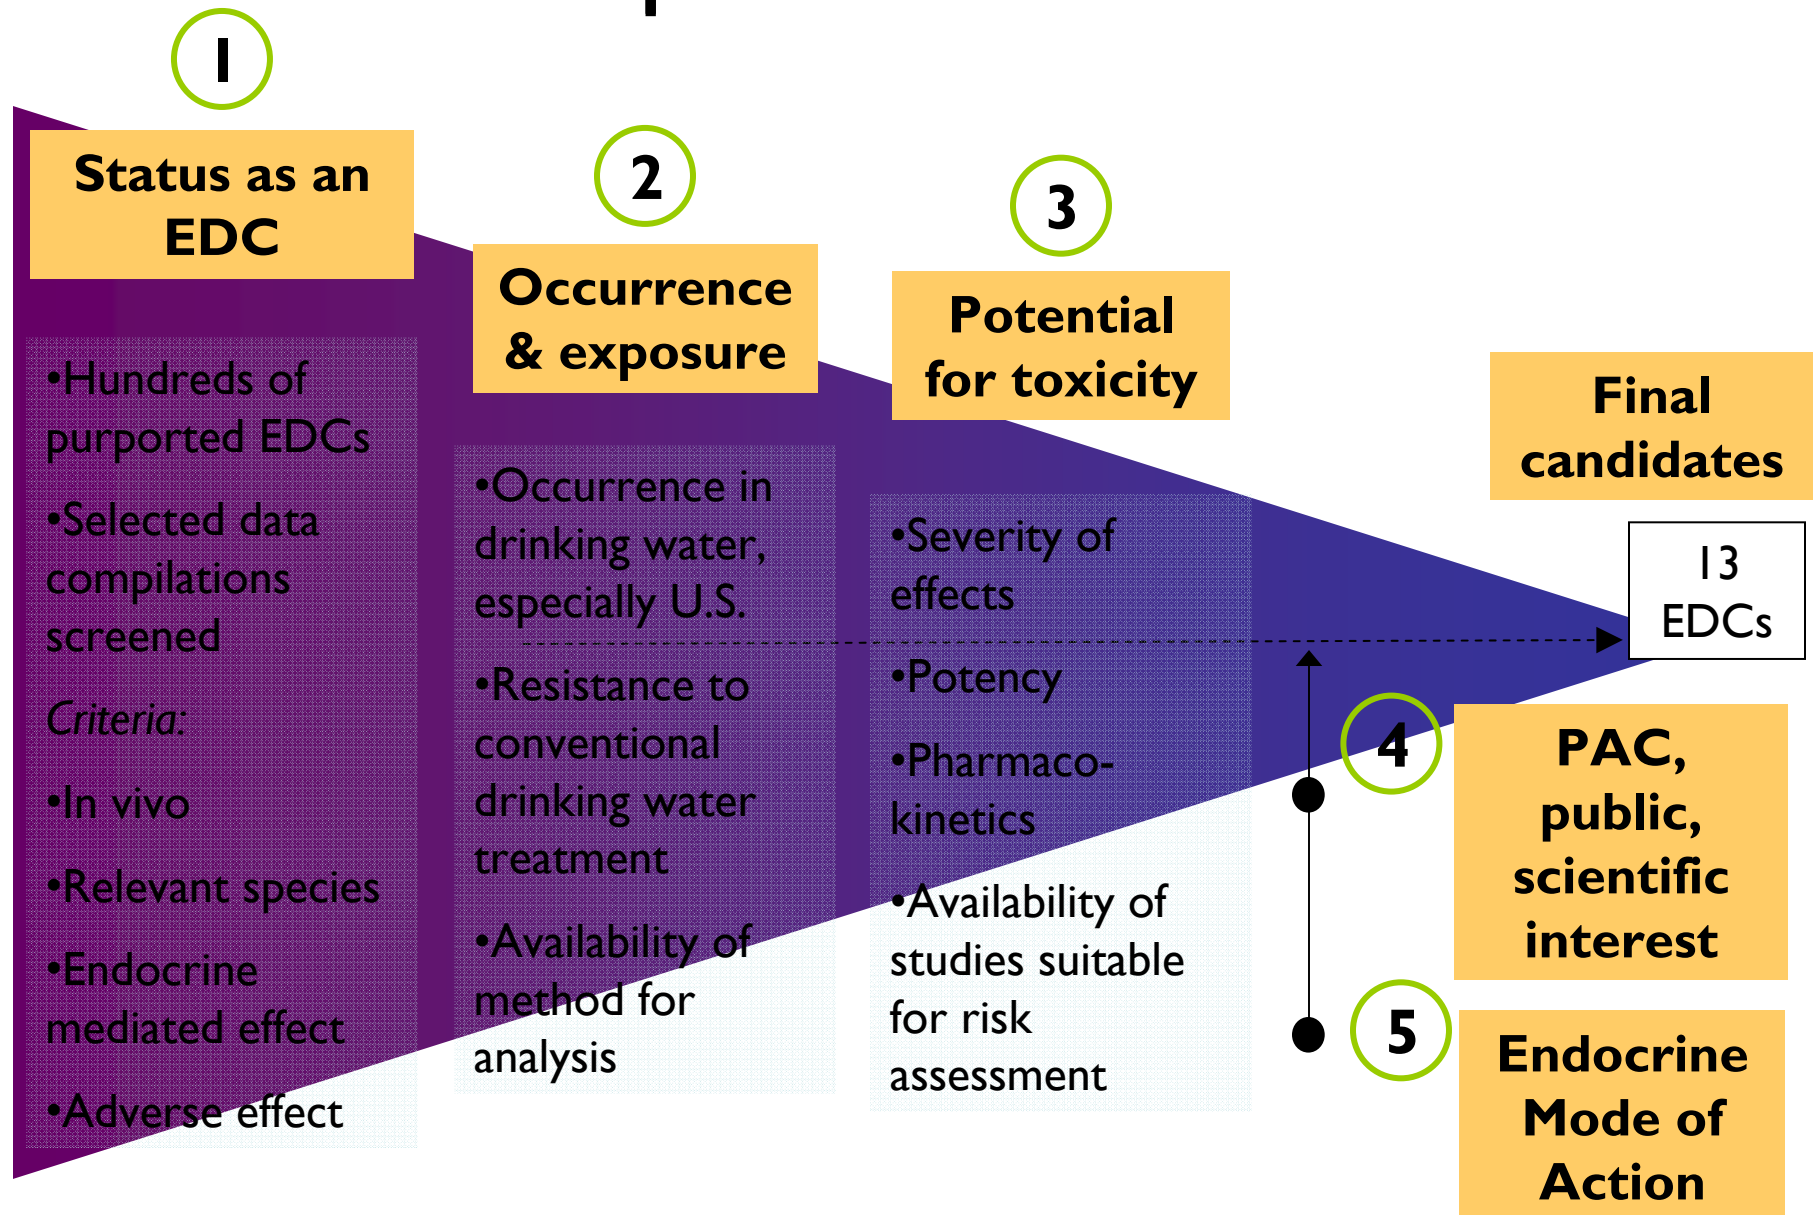 1
Status as an
EDC
•Hundreds of
purported EDCs
•Selected data
compilations
screened
Criteria:
•In vivo
•Relevant species
•Endocrine
mediated effect
•Adverse effect
2
Occurrence
& exposure
•Occurrence in
drinking water,
especially U.S.
•Resistance to
conventional
drinking water
treatment
•Availability of
method for
analysis
3
Potential
for toxicity
•Severity of
effects
•Potency
•Pharmaco-
kinetics
•Availability of
studies suitable
for risk
assessment
Final
candidates
13
EDCs
4
PAC,
public,
scientific
interest
5
Endocrine
Mode of
Action